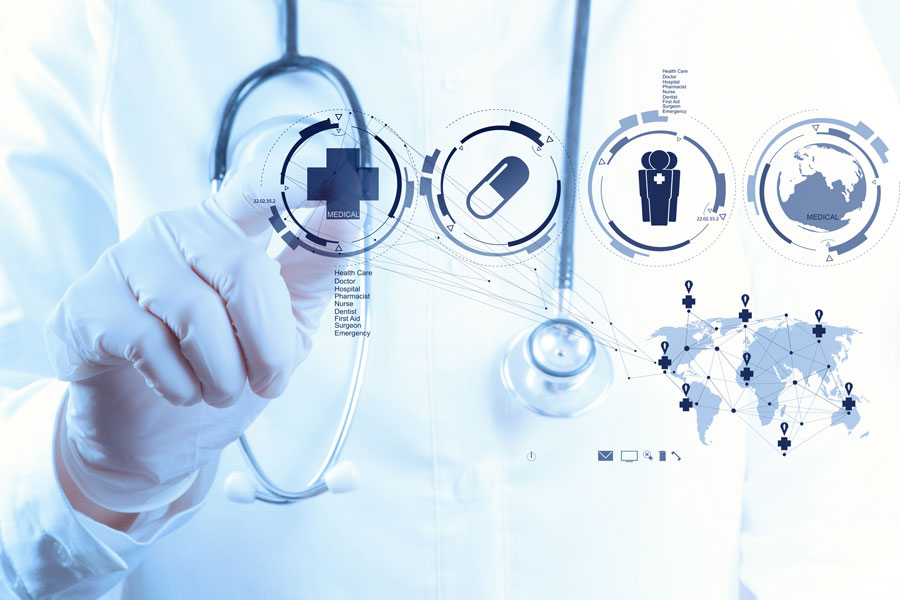 Health Care
Doctor
Hospital
Pharmacist
Nurse
Dentist
First Aid
Surgeon
Emergency
22.02.35.2
MEDICAL
22.02.35.2
MEDICAL
Health Care
Doctor
Hospital
Pharmacist
Nurse
Dentist
First Aid
Surgeon
Emergency